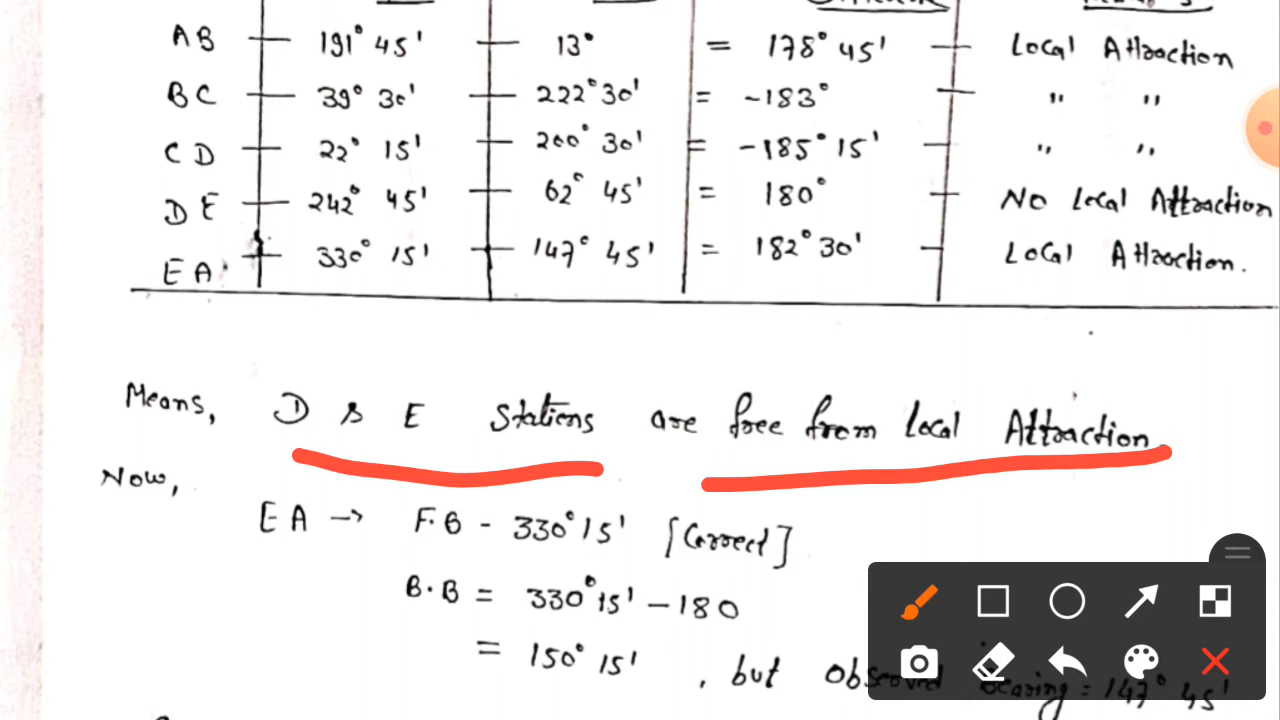 AB 191° 45' 13° = 178° 45' Local Attraction
BC 39° 30' 222° 30' = -183° " "
CD 22° 15' 200° 30' = -185° 15' " "
DE 242° 45' 62° 45' = 180° No Local Attraction
EA 330° 15' 147° 45' = 182° 30' Local Attraction.
Means, D & E Stations are free from Local Attraction
Now,
EA → F.B - 330° 15' [Correct]
B.B = 330° 15' - 180
= 150° 15' , but observed bearing = 147° 45'